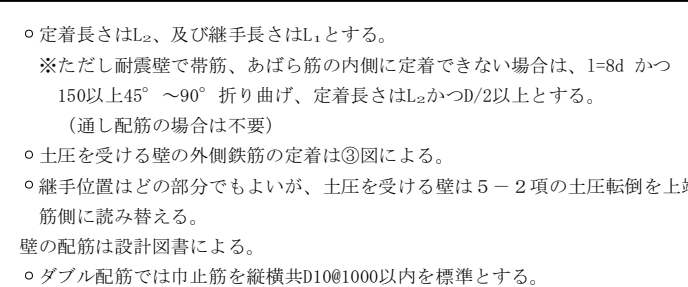 ○定着長さはL₂、及び継手長さはL₁とする。
※ただし耐震壁で帯筋、あばら筋の内側に定着できない場合は、l=8d かつ
150以上45°～90°折り曲げ、定着長さはL₂かつD/2以上とする。
（通し配筋の場合は不要）
○土圧を受ける壁の外側鉄筋の定着は③図による。
○継手位置はどの部分でもよいが、土圧を受ける壁は５－２項の土圧転倒を上
筋側に読み替える。
壁の配筋は設計図書による。
○ダブル配筋では巾止筋を縦横共D10@1000以内を標準とする。